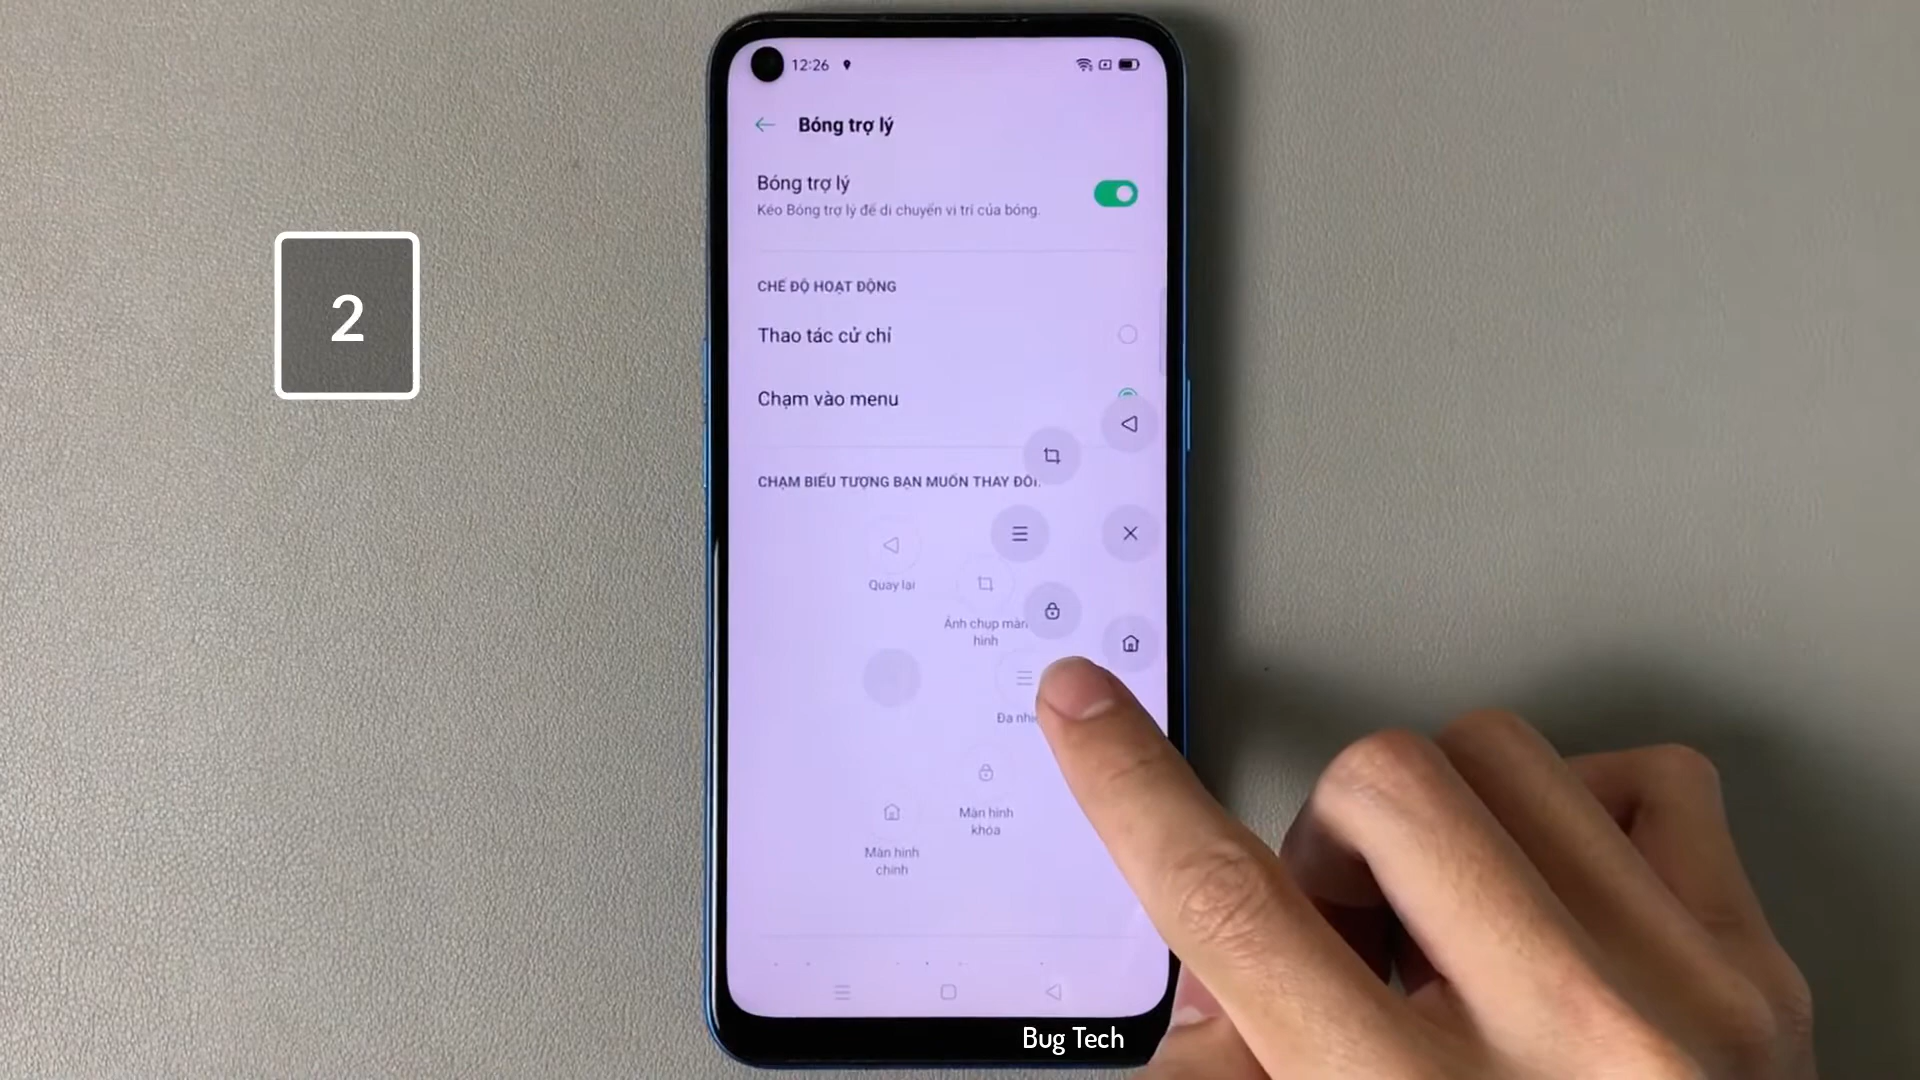 12:26
Bóng trợ lý
Bóng trợ lý
Kéo Bóng trợ lý để di chuyển vị trí của bóng.
CHẾ ĐỘ HOẠT ĐỘNG
Thao tác cử chỉ
Chạm vào menu
CHẠM BIỂU TƯỢNG BẠN MUỐN THAY ĐỔI.
Quay lại
Ảnh chụp màn
hình
Đa nhi
Màn hình
khóa
Màn hình
chính
2
Bug Tech